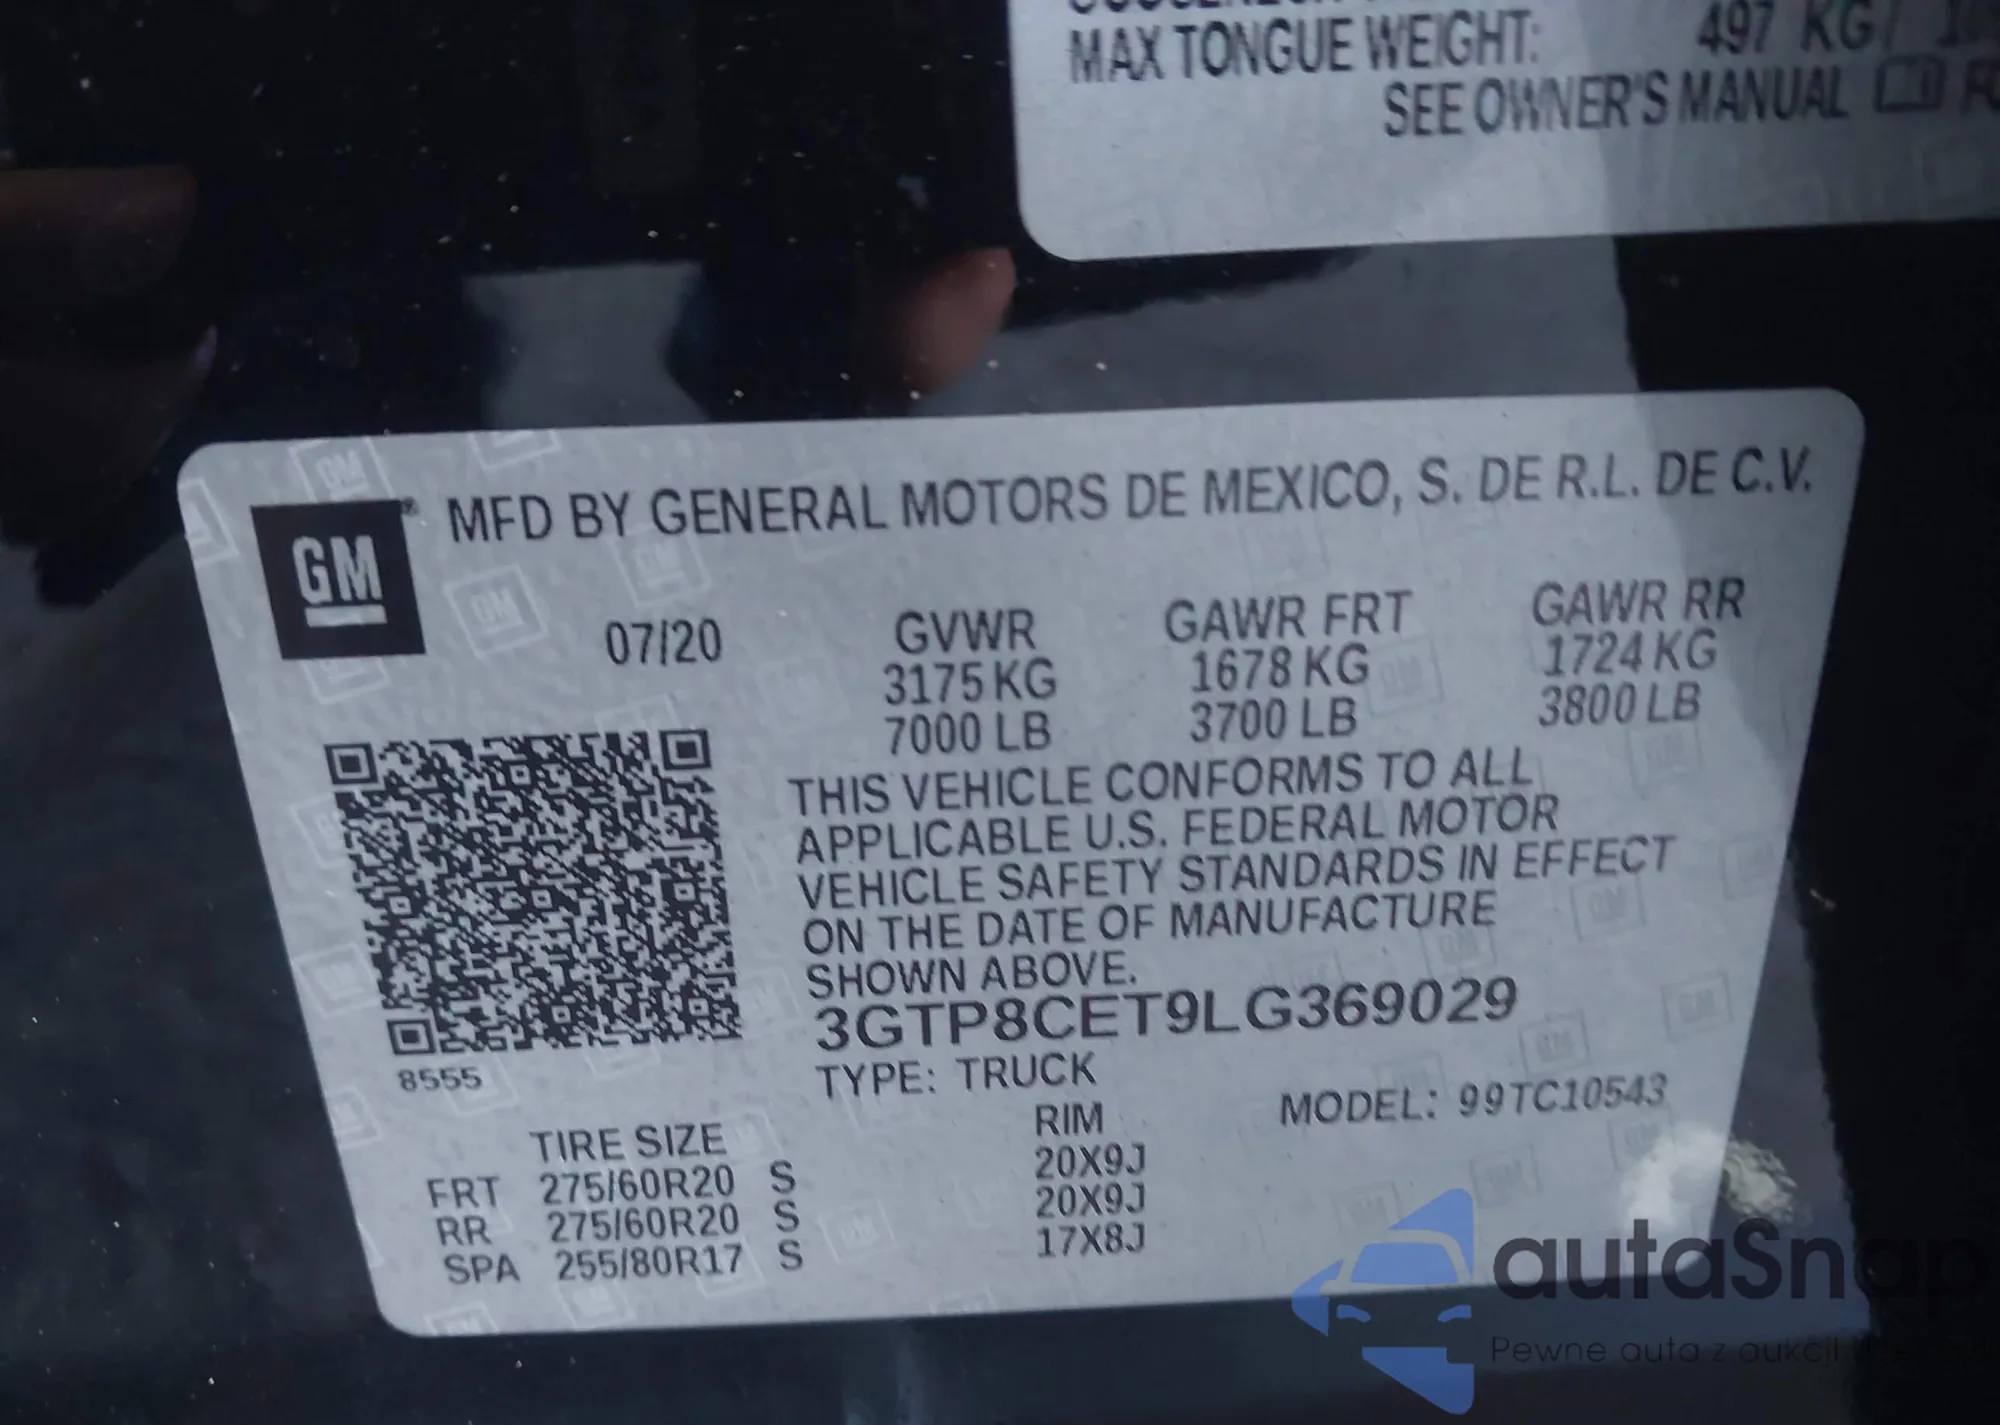 MAX TONGUE WEIGHT: 497 KG /
SEE OWNER'S MANUAL
GM
MFD BY GENERAL MOTORS DE MEXICO, S. DE R.L. DE C.V.
07/20 GVWR GAWR FRT GAWR RR
3175 KG 1678 KG 1724 KG
7000 LB 3700 LB 3800 LB
THIS VEHICLE CONFORMS TO ALL
APPLICABLE U.S. FEDERAL MOTOR
VEHICLE SAFETY STANDARDS IN EFFECT
ON THE DATE OF MANUFACTURE
SHOWN ABOVE.
3GTP8CET9LG369029
8555
TYPE: TRUCK
MODEL: 99TC10543
TIRE SIZE RIM
FRT 275/60R20 S 20X9J
RR 275/60R20 S 20X9J
SPA 255/80R17 S 17X8J
autaSnap
Pewne auta z aukcji